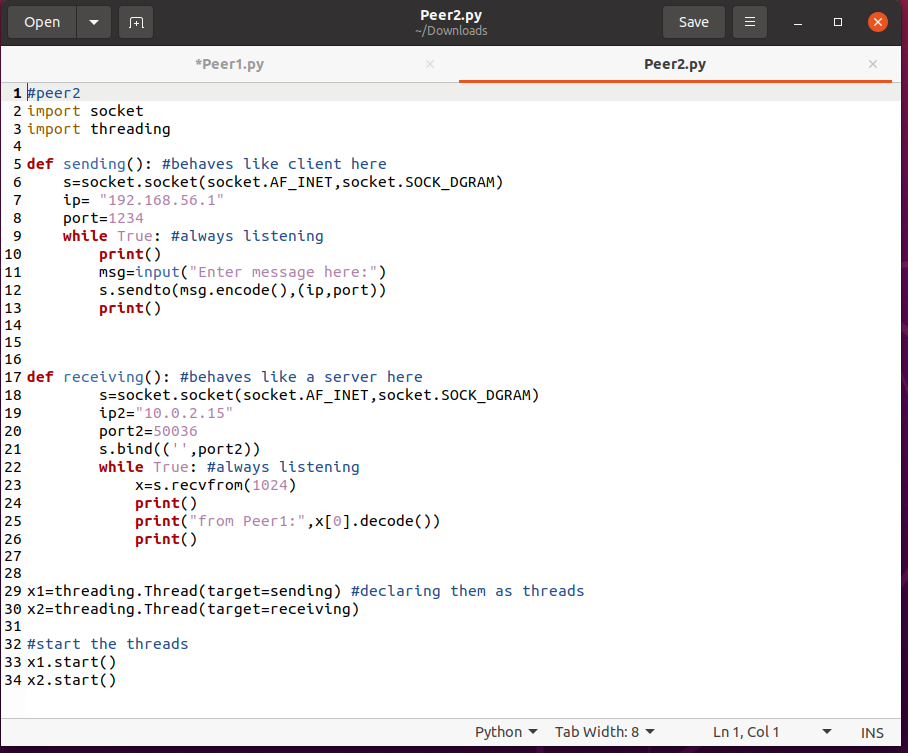 Open
Peer2.py
~/Downloads
Save
*Peer1.py
Peer2.py
1 #peer2
2 import socket
3 import threading
4
5 def sending(): #behaves like client here
6     s=socket.socket(socket.AF_INET,socket.SOCK_DGRAM)
7     ip= "192.168.56.1"
8     port=1234
9     while True: #always listening
10         print()
11         msg=input("Enter message here:")
12         s.sendto(msg.encode(),(ip,port))
13         print()
14
15
16
17 def receiving(): #behaves like a server here
18         s=socket.socket(socket.AF_INET,socket.SOCK_DGRAM)
19         ip2="10.0.2.15"
20         port2=50036
21         s.bind(('',port2))
22         while True: #always listening
23             x=s.recvfrom(1024)
24             print()
25             print("from Peer1:",x[0].decode())
26             print()
27
28
29 x1=threading.Thread(target=sending) #declaring them as threads
30 x2=threading.Thread(target=receiving)
31
32 #start the threads
33 x1.start()
34 x2.start()
Python Tab Width: 8 Ln 1, Col 1 INS